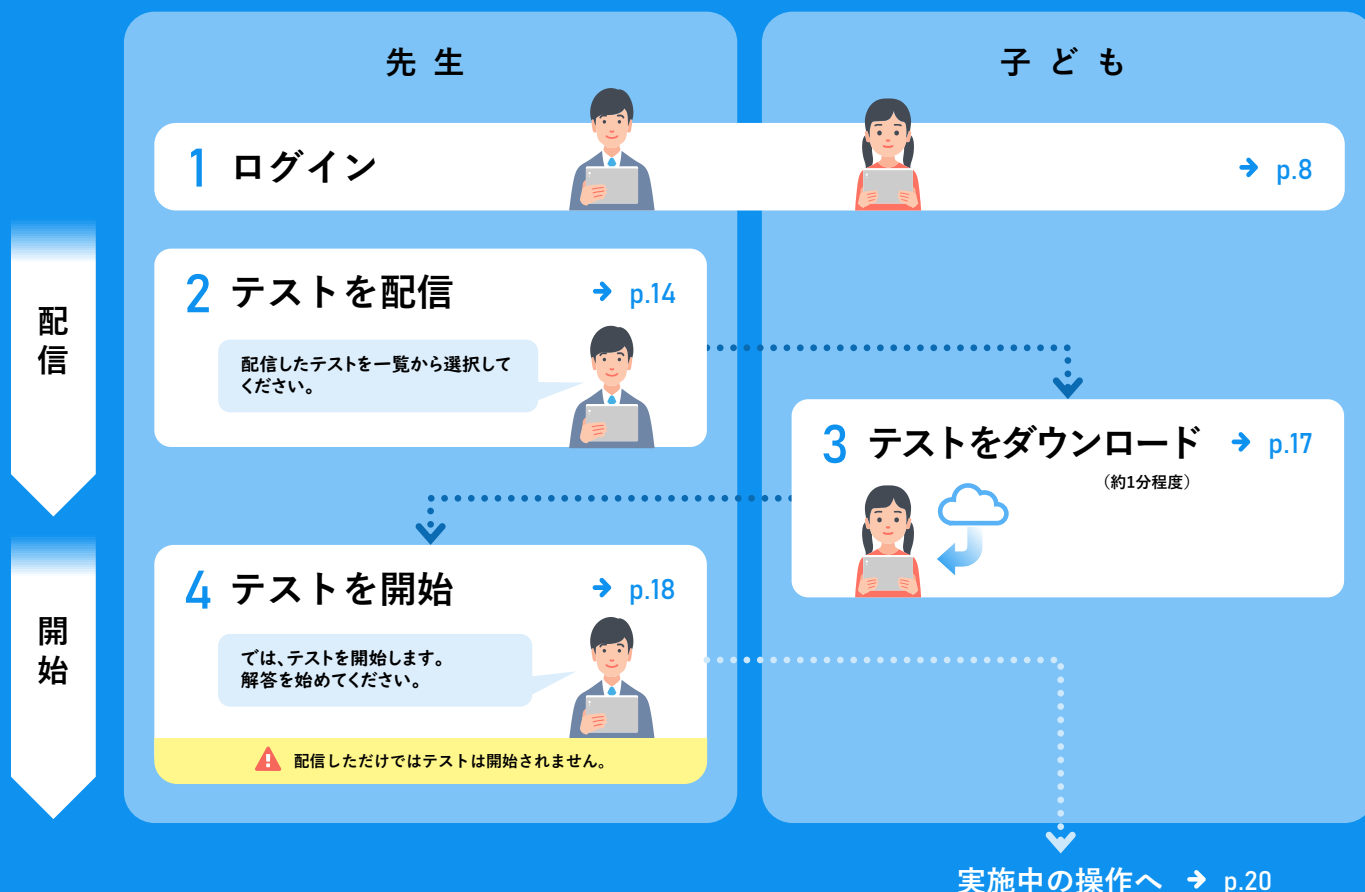 先生
子ども
1 ログイン
→ p.8
配信
2 テストを配信 → p.14
配信したテストを一覧から選択して
ください。
3 テストをダウンロード → p.17
（約1分程度）
開始
4 テストを開始 → p.18
では、テストを開始します。
解答を始めてください。
配信しただけではテストは開始されません。
実施中の操作へ → p.20